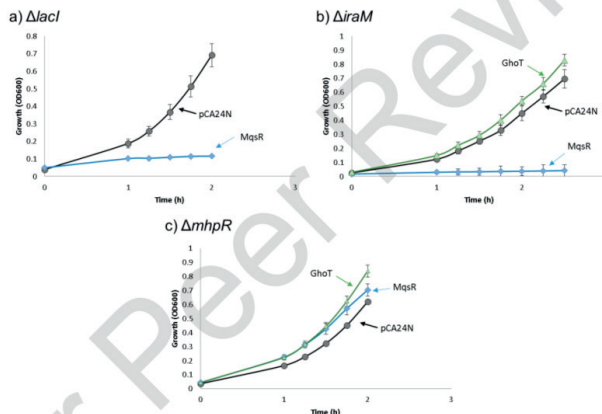 a) ΔlacI
0.8
0.7
0.6
0.5
0.4
0.3
0.2
0.1
0
Growth (OD600)
pCA24N
MqsR
0 1 2 3
Time (h)
b) ΔiraM
1
0.9
0.8
0.7
0.6
0.5
0.4
0.3
0.2
0.1
0
Growth (OD600)
GhoT
pCA24N
MqsR
0 1 2 3
Time (h)
c) ΔmhpR
1
0.9
0.8
0.7
0.6
0.5
0.4
0.3
0.2
0.1
0
Growth (OD600)
GhoT
MqsR
pCA24N
0 1 2 3
Time (h)
r Peer Revi